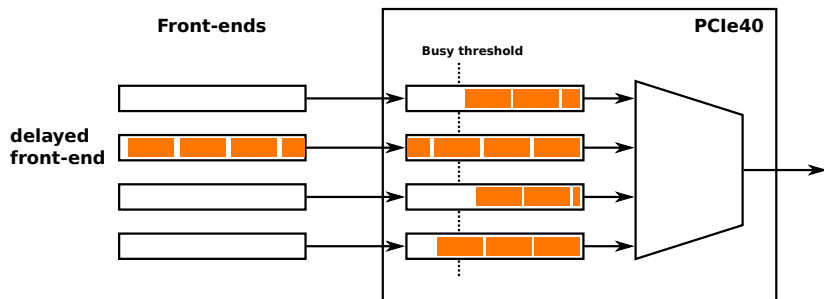 Front-ends
PCIe40
Busy threshold
delayed
front-end